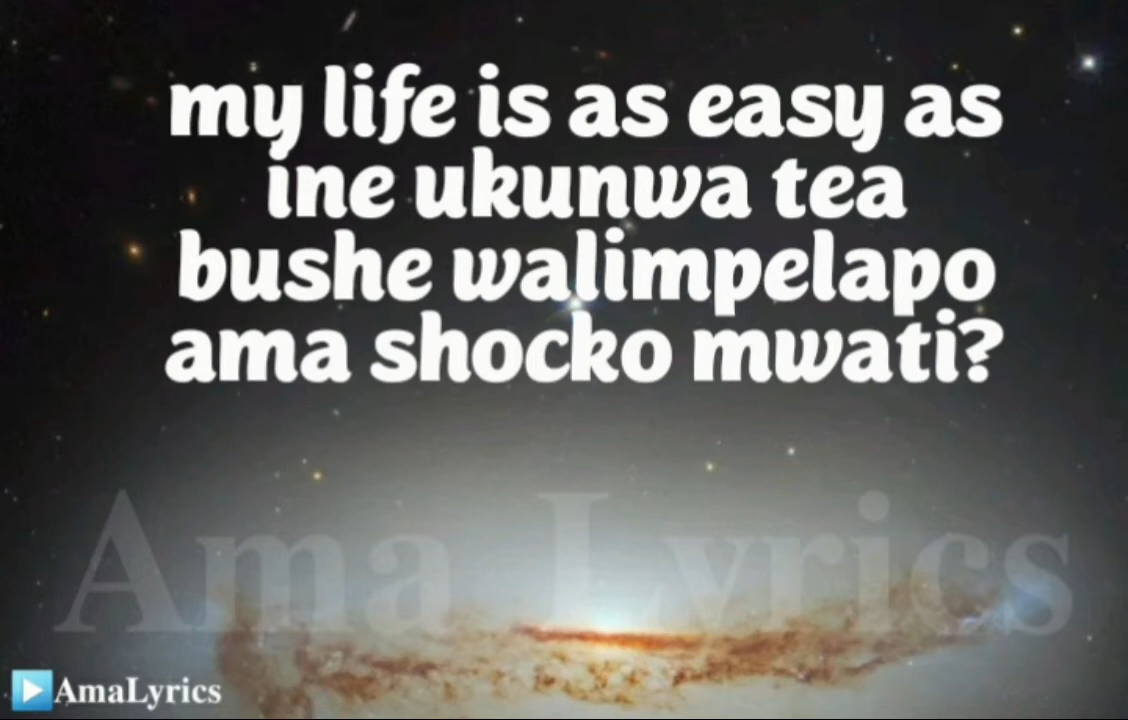 my life is as easy as
ine ukunwa tea
bushe walimpelapo
ama shocko mwati?
Ama Lyrics
AmaLyrics